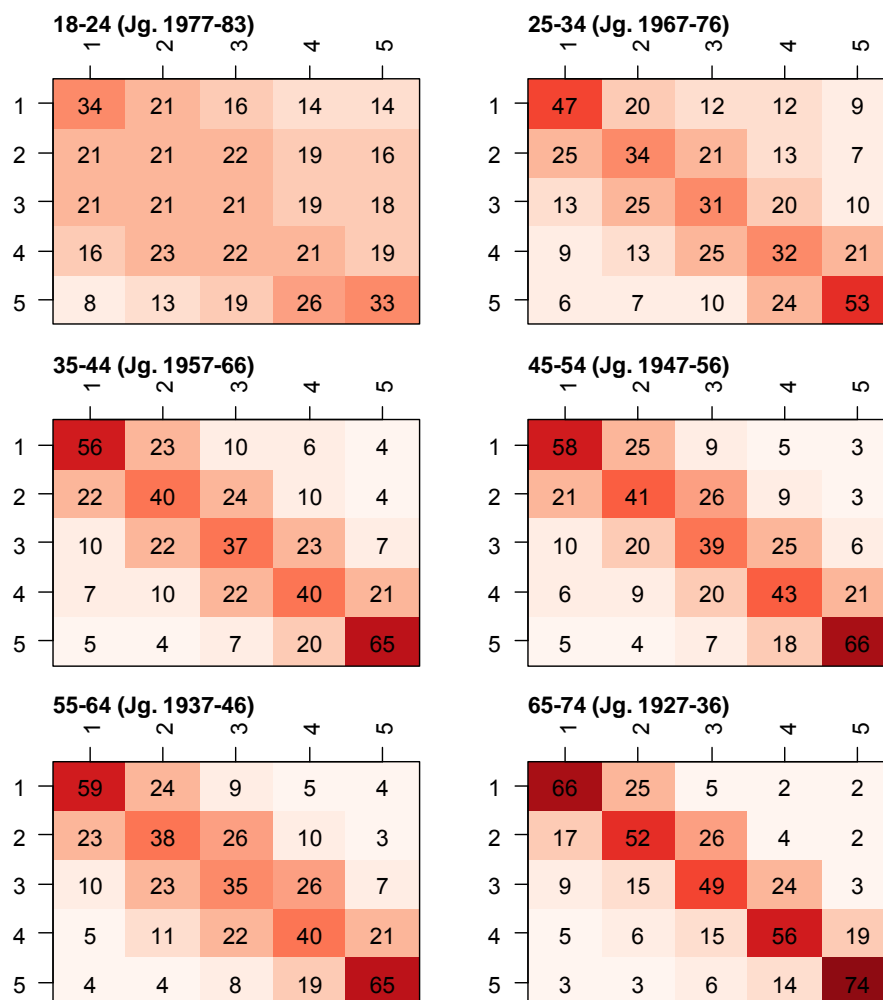 18-24 (Jg. 1977-83)
1 2 3 4 5
1 34 21 16 14 14
2 21 21 22 19 16
3 21 21 21 19 18
4 16 23 22 21 19
5 8 13 19 26 33
25-34 (Jg. 1967-76)
1 2 3 4 5
1 47 20 12 12 9
2 25 34 21 13 7
3 13 25 31 20 10
4 9 13 25 32 21
5 6 7 10 24 53
35-44 (Jg. 1957-66)
1 2 3 4 5
1 56 23 10 6 4
2 22 40 24 10 4
3 10 22 37 23 7
4 7 10 22 40 21
5 5 4 7 20 65
45-54 (Jg. 1947-56)
1 2 3 4 5
1 58 25 9 5 3
2 21 41 26 9 3
3 10 20 39 25 6
4 6 9 20 43 21
5 5 4 7 18 66
55-64 (Jg. 1937-46)
1 2 3 4 5
1 59 24 9 5 4
2 23 38 26 10 3
3 10 23 35 26 7
4 5 11 22 40 21
5 4 4 8 19 65
65-74 (Jg. 1927-36)
1 2 3 4 5
1 66 25 5 2 2
2 17 52 26 4 2
3 9 15 49 24 3
4 5 6 15 56 19
5 3 3 6 14 74